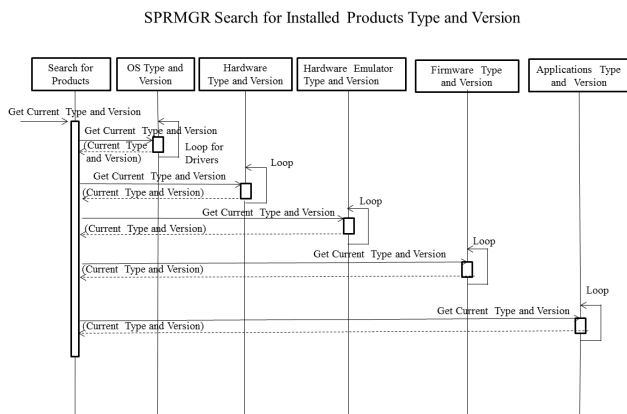 SPRMGR Search for Installed Products Type and Version
Search for
Products
OS Type and
Version
Hardware
Type and Version
Hardware Emulator
Type and Version
Firmware Type
and Version
Applications Type
and Version
Get Current Type and Version
Get Current Type and Version
(Current Type
and Version)
Loop for
Drivers
Loop
Get Current Type and Version
(Current Type and Version)
Loop
Get Current Type and Version
(Current Type and Version)
Loop
Get Current Type and Version
(Current Type and Version)
Loop
Get Current Type and Version
(Current Type and Version)